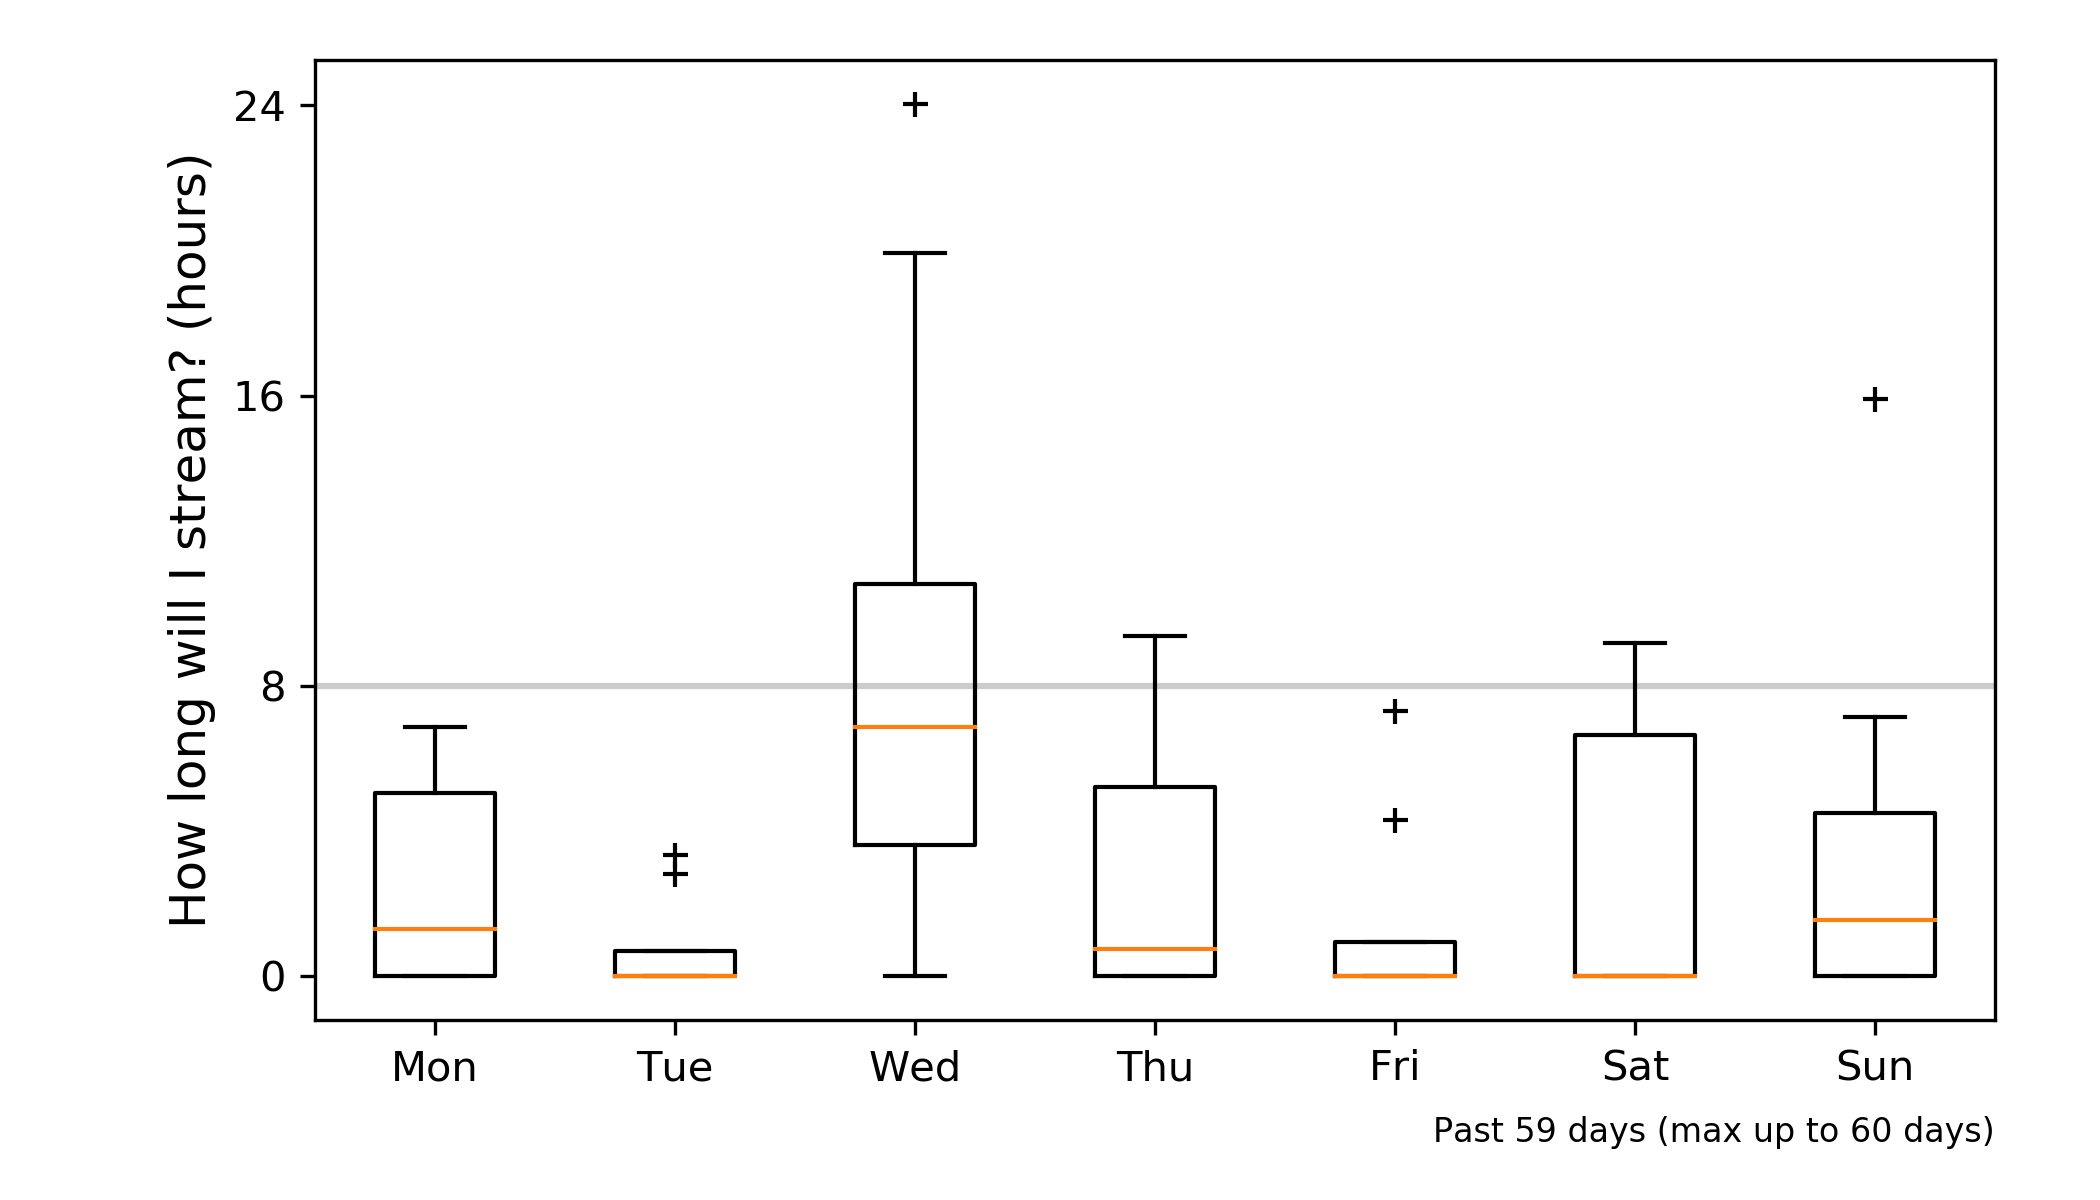 How long will I stream? (hours)
24
16
8
0
Mon Tue Wed Thu Fri Sat Sun
Past 59 days (max up to 60 days)